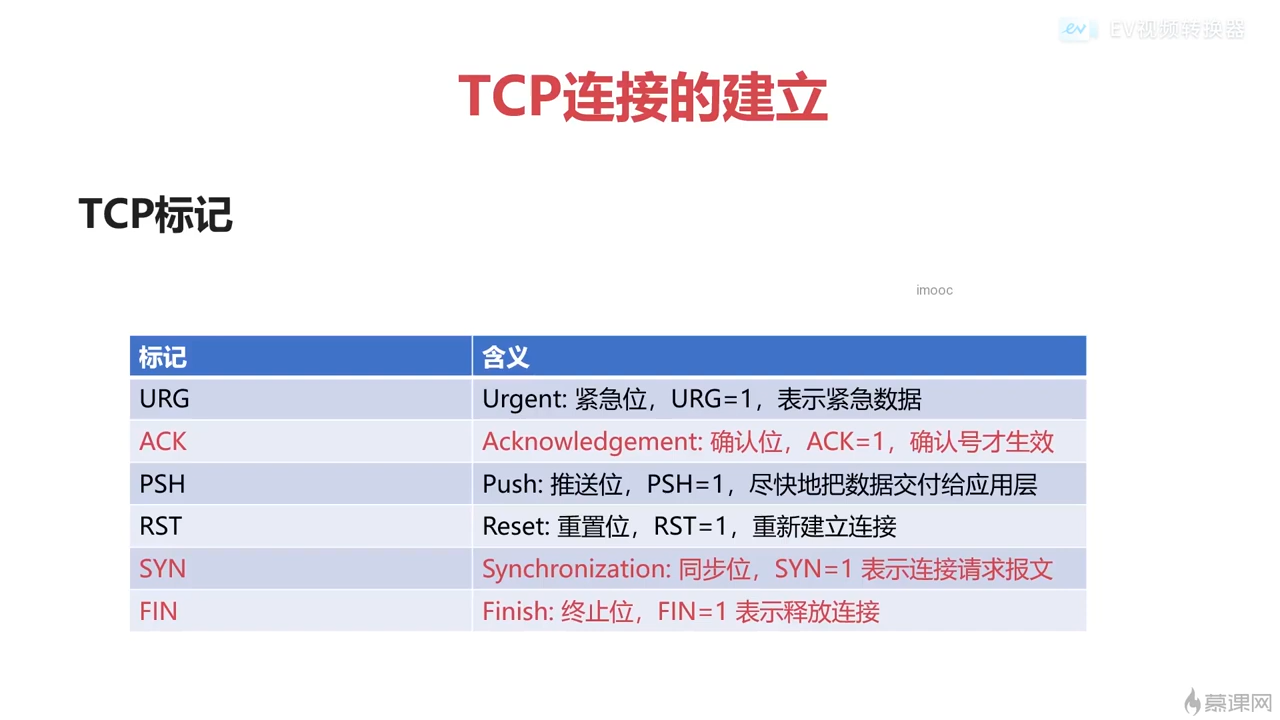 EV视频转换器
TCP连接的建立
TCP标记
imooc
标记 含义
URG Urgent: 紧急位，URG=1，表示紧急数据
ACK Acknowledgement: 确认位，ACK=1，确认号才生效
PSH Push: 推送位，PSH=1，尽快地把数据交付给应用层
RST Reset: 重置位，RST=1，重新建立连接
SYN Synchronization: 同步位，SYN=1 表示连接请求报文
FIN Finish: 终止位，FIN=1 表示释放连接
慕课网